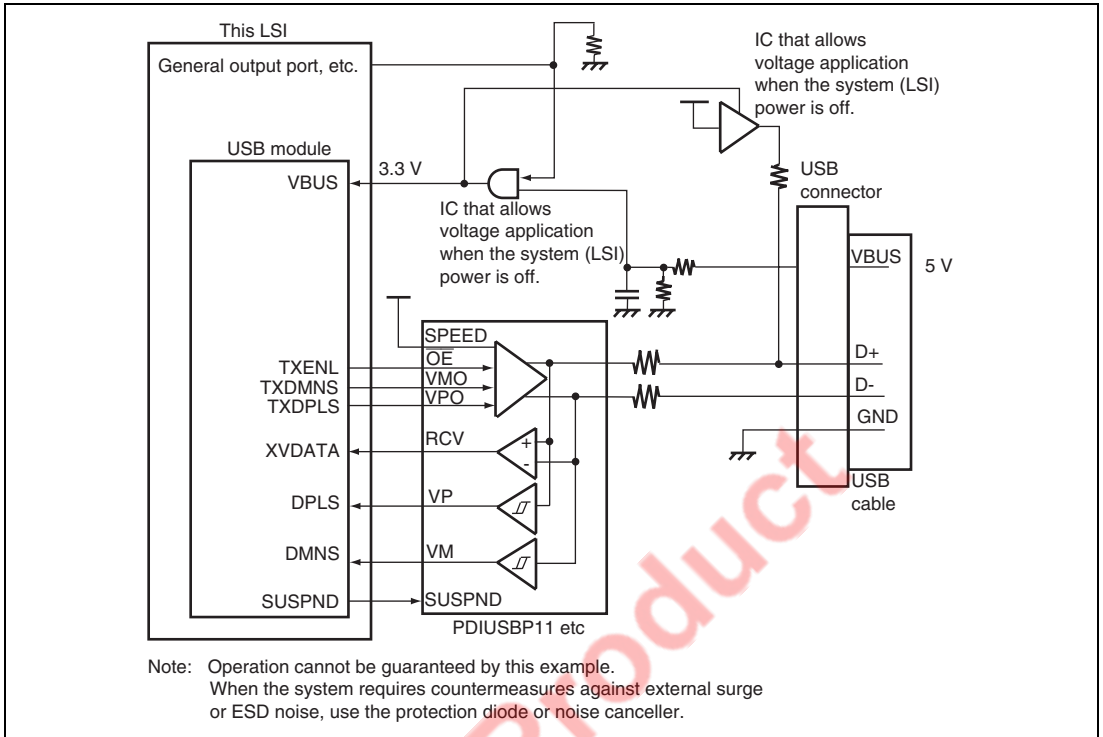 This LSI
General output port, etc.
IC that allows
voltage application
when the system (LSI)
power is off.
USB module
VBUS
3.3 V
IC that allows
voltage application
when the system (LSI)
power is off.
USB
connector
VBUS
5 V
SPEED
TXENL
OE
TXDMNS
VMO
TXDPLS
VPO
D+
D-
GND
XVDATA
RCV
+
-
DPLS
VP
USB
cable
DMNS
VM
SUSPND
SUSPND
PDIUSBP11 etc
Note: Operation cannot be guaranteed by this example.
When the system requires countermeasures against external surge
or ESD noise, use the protection diode or noise canceller.
Product